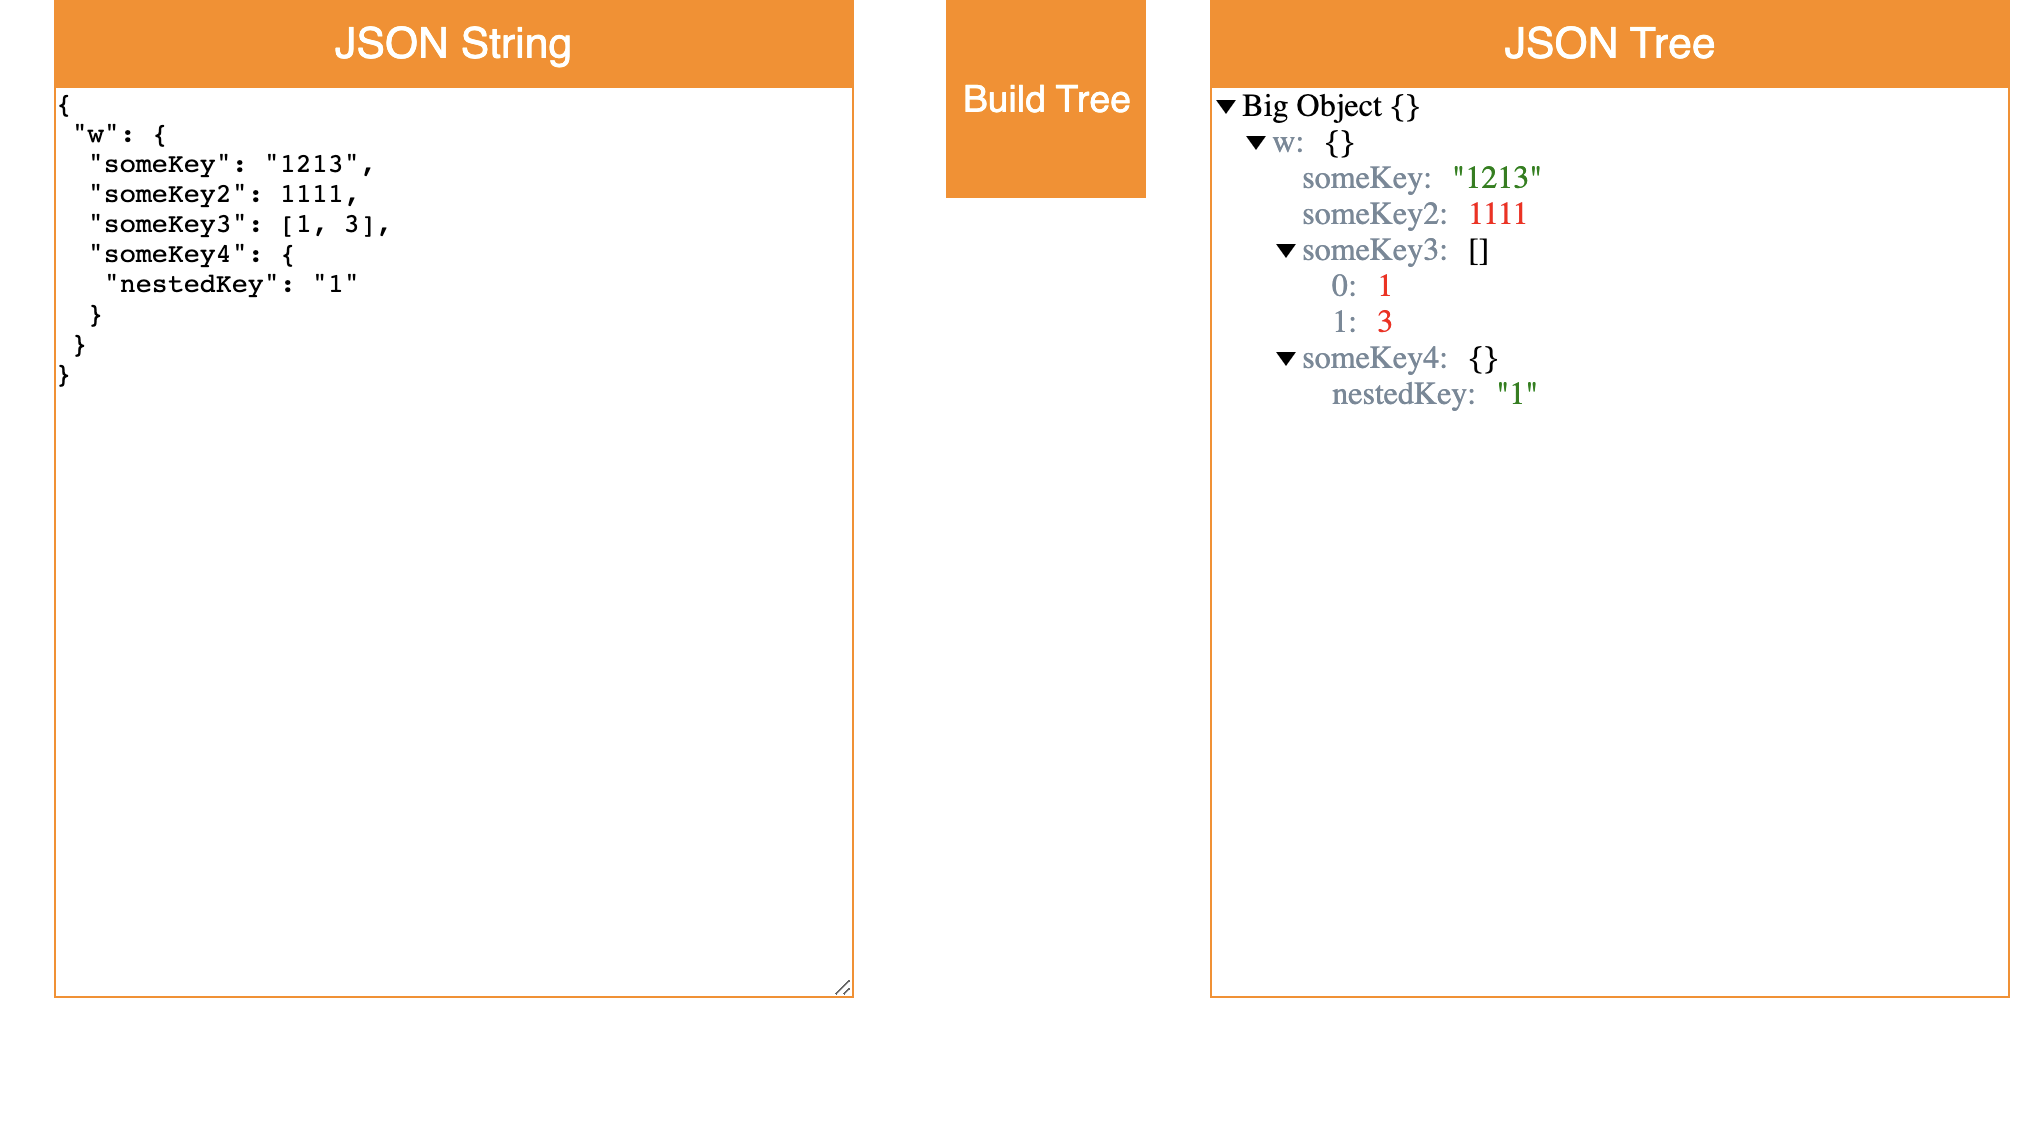 JSON String
{
 "w": {
  "someKey": "1213",
  "someKey2": 1111,
  "someKey3": [1, 3],
  "someKey4": {
   "nestedKey": "1"
  }
 }
}
Build Tree
JSON Tree
Big Object {}
w: {}
someKey: "1213"
someKey2: 1111
someKey3: []
0: 1
1: 3
someKey4: {}
nestedKey: "1"